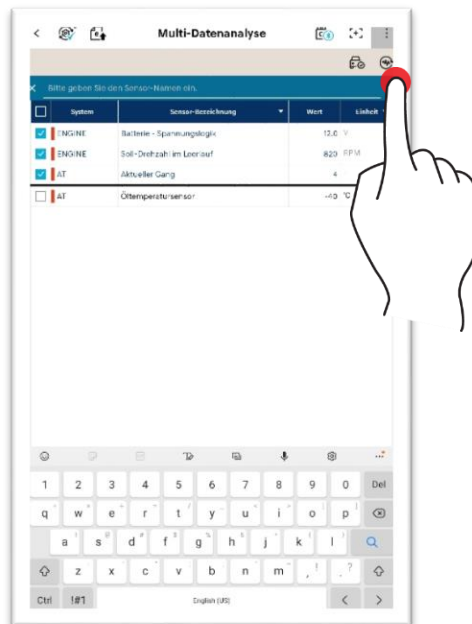 Multi-Datenanalyse
Bitte geben Sie den Sensor-Namen ein.
System Sensor-Bezeichnung Wert Einheit
ENGINE Batterie - Spannungslogik 12.0 V
ENGINE Soll-Drehzahl im Leerlauf 820 RPM
AT Aktueller Gang 4
AT Öltemperatursensor -40 °C
1 2 3 4 5 6 7 8 9 0 Del
q w e r t y u i o p
a s d f g h j k l
z x c v b n m , ! . ?
Ctrl !#1 English (US) < >